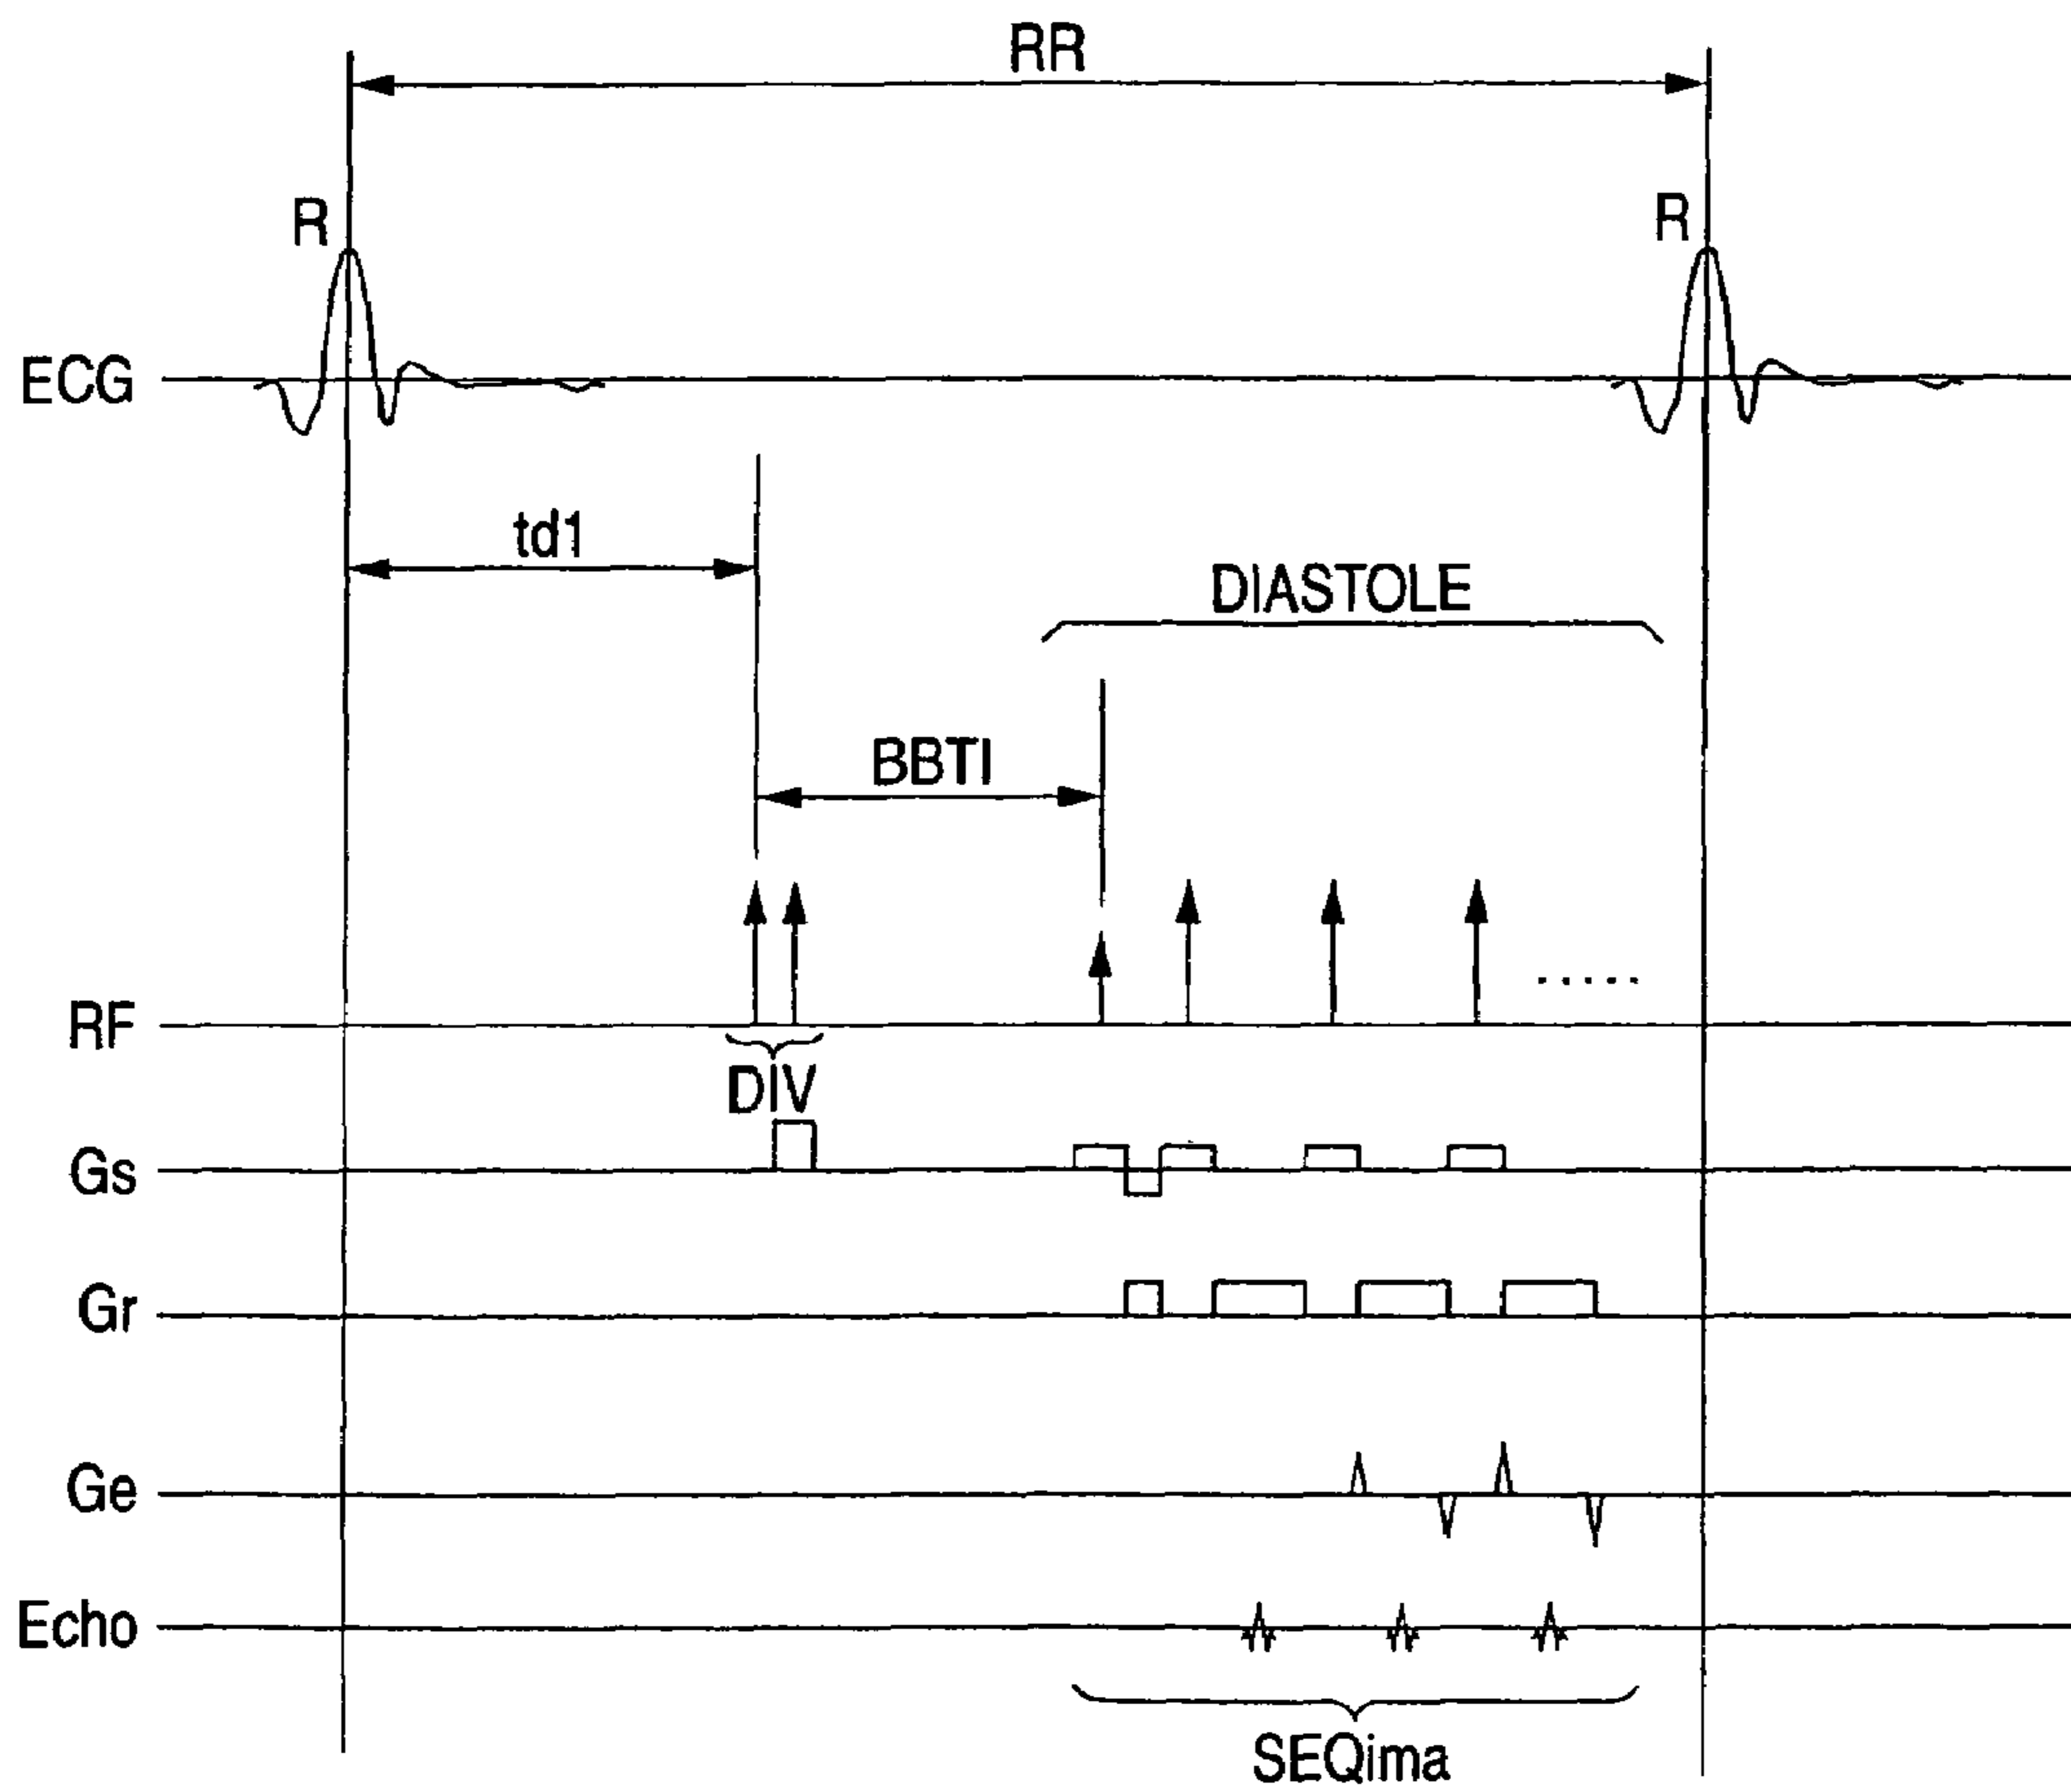 RR
R
R
ECG
td1
DIASTOLE
BBTI
.....
RF
DIV
Gs
Gr
Ge
Echo
SEQima